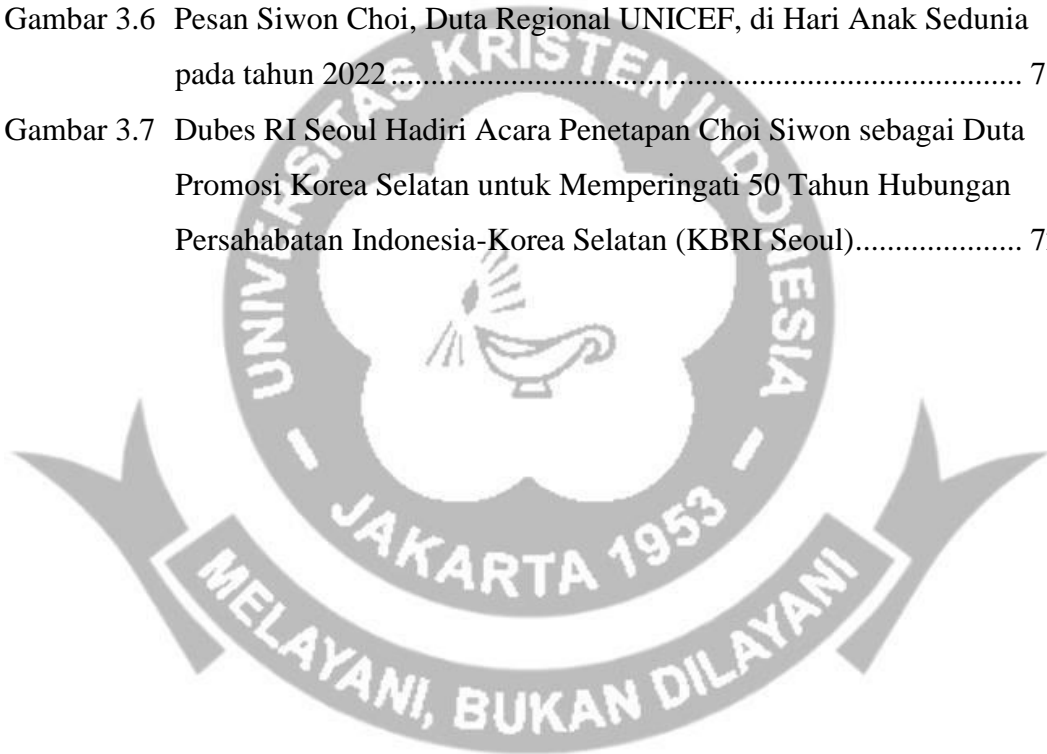 Gambar 3.6 Pesan Siwon Choi, Duta Regional UNICEF, di Hari Anak Sedunia
pada tahun 2022.................................................................... 7
Gambar 3.7 Dubes RI Seoul Hadiri Acara Penetapan Choi Siwon sebagai Duta
Promosi Korea Selatan untuk Memperingati 50 Tahun Hubungan
Persahabatan Indonesia-Korea Selatan (KBRI Seoul)..................... 7
UNIVERSITAS KRISTEN INDONESIA
JAKARTA 1953
MELAYANI, BUKAN DILAYANI